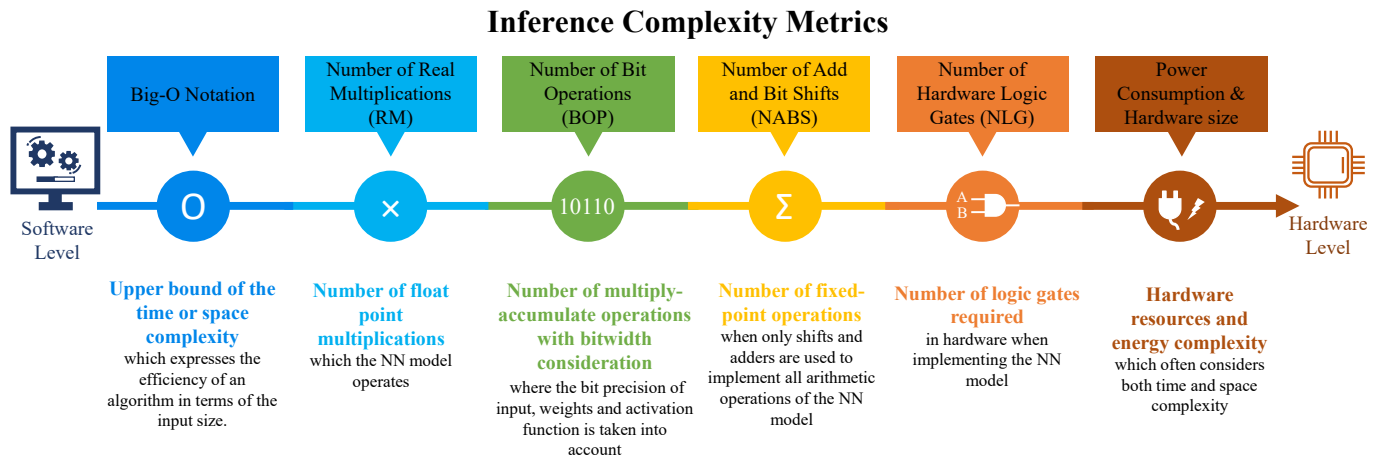 Inference Complexity Metrics
Big-O Notation
Number of Real
Multiplications
(RM)
Number of Bit
Operations
(BOP)
Number of Add
and Bit Shifts
(NABS)
Number of
Hardware Logic
Gates (NLG)
Power
Consumption &
Hardware size
Software
Level
O
×
10110
Σ
A
B
Hardware
Level
Upper bound of the
time or space
complexity
which expresses the
efficiency of an
algorithm in terms of the
input size.
Number of float
point
multiplications
which the NN model
operates
Number of multiply-
accumulate operations
with bitwidth
consideration
where the bit precision of
input, weights and activation
function is taken into
account
Number of fixed-
point operations
when only shifts and
adders are used to
implement all arithmetic
operations of the NN
model
Number of logic gates
required
in hardware when
implementing the NN
model
Hardware
resources and
energy complexity
which often considers
both time and space
complexity